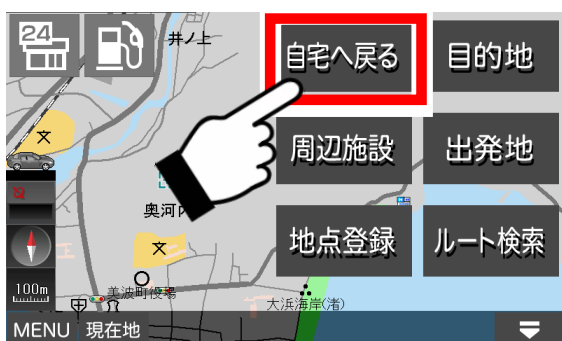 24
井ノ上
自宅へ戻る
目的地
周辺施設
出発地
奥河内
地点登録
ルート検索
100m
美波町役場
大浜海岸(渚)
MENU
現在地